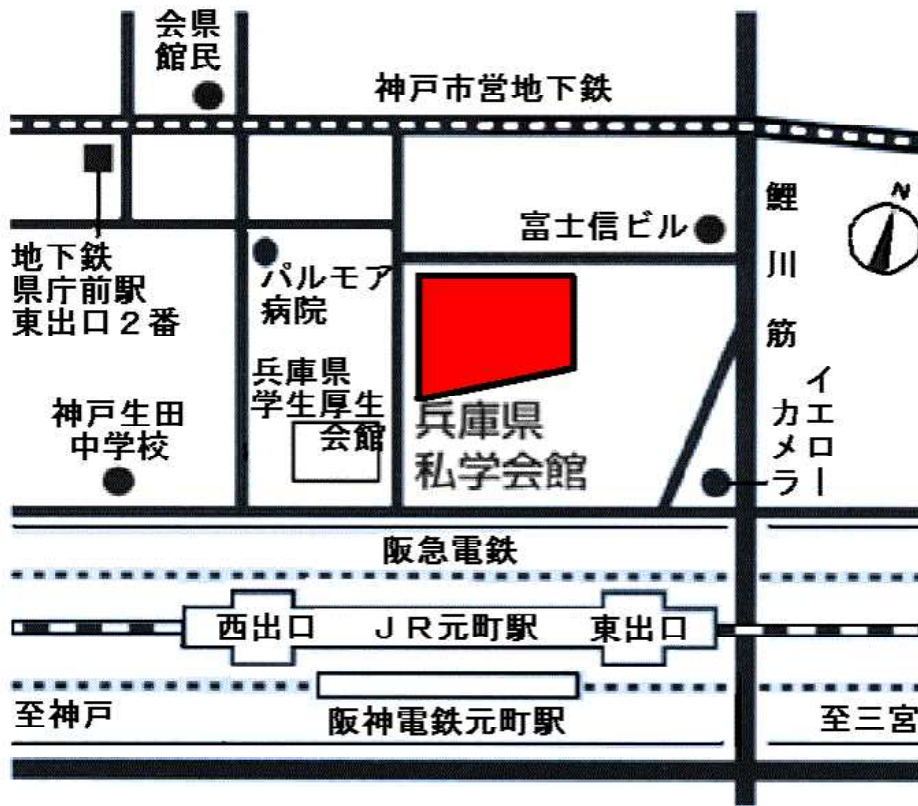 会県
館民
神戸市営地下鉄
N
鯉川筋
富士信ビル
地下鉄
県庁前駅
東出口2番
パルモア
病院
兵庫県
学生厚生
会館
神戸生田
中学校
兵庫県
私学会館
イエロー
カメラ
阪急電鉄
西出口
JR元町駅
東出口
至神戸
阪神電鉄元町駅
至三宮